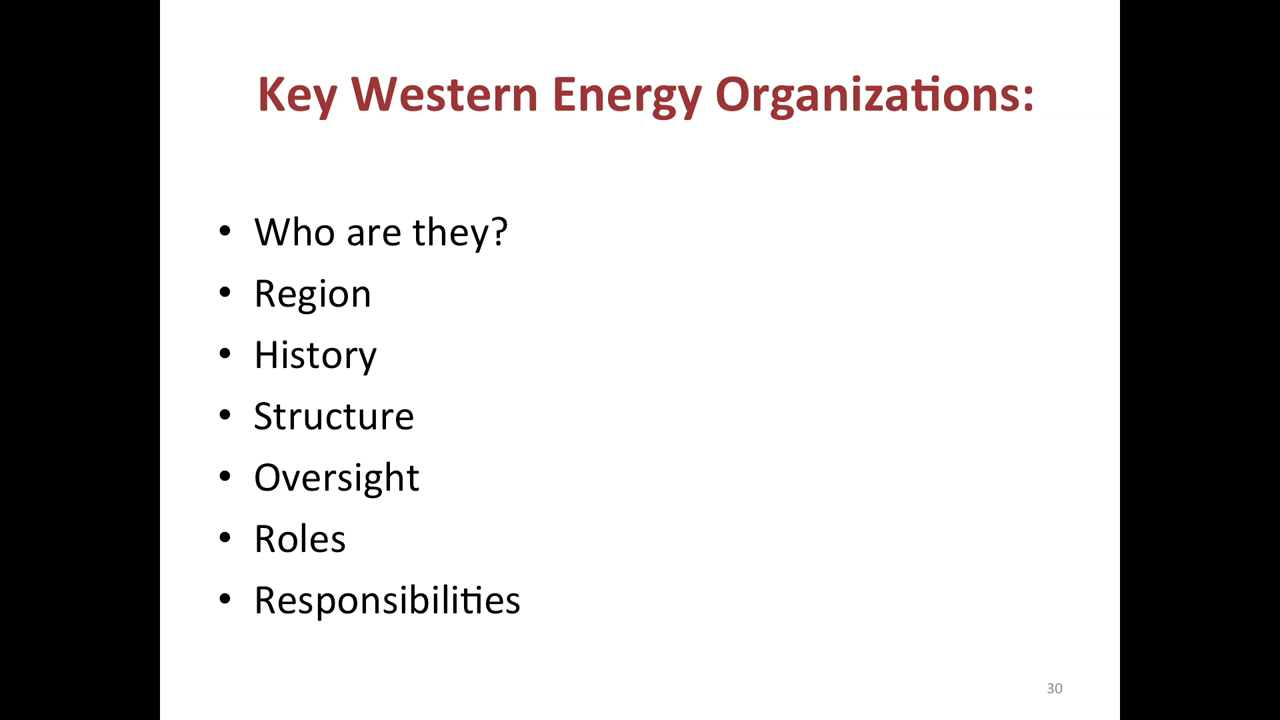 Key Western Energy Organizations:
• Who are they?
• Region
• History
• Structure
• Oversight
• Roles
• Responsibilities
30